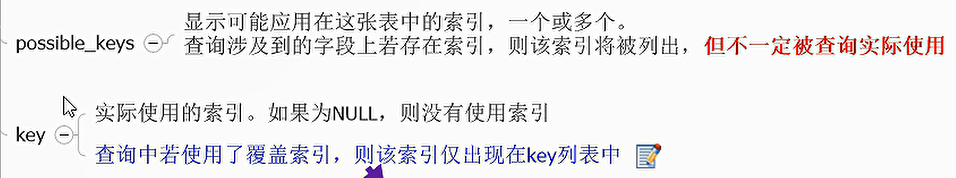 possible_keys
显示可能应用在这张表中的索引，一个或多个。
查询涉及到的字段上若存在索引，则该索引将被列出，但不一定被查询实际使用
key
实际使用的索引。如果为NULL，则没有使用索引
查询中若使用了覆盖索引，则该索引仅出现在key列表中